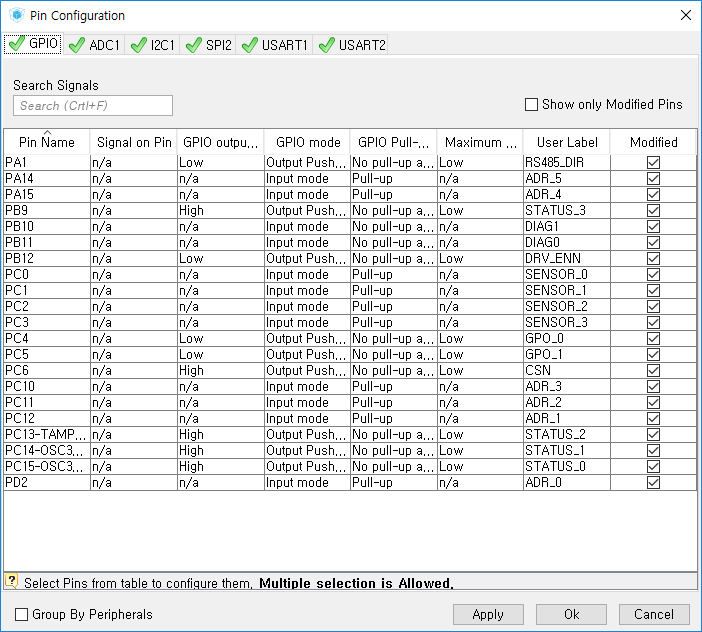 Pin Configuration
GPIO ADC1 I2C1 SPI2 USART1 USART2
Search Signals
Search (Crtl+F)
Show only Modified Pins
Pin Name Signal on Pin GPIO outpu... GPIO mode GPIO Pull-... Maximum ... User Label Modified
PA1 n/a Low Output Push... No pull-up a... Low RS485_DIR
PA14 n/a n/a Input mode Pull-up n/a ADR_5
PA15 n/a n/a Input mode Pull-up n/a ADR_4
PB9 n/a High Output Push... No pull-up a... Low STATUS_3
PB10 n/a n/a Input mode No pull-up a... n/a DIAG1
PB11 n/a n/a Input mode No pull-up a... n/a DIAG0
PB12 n/a Low Output Push... No pull-up a... Low DRV_ENN
PC0 n/a n/a Input mode Pull-up n/a SENSOR_0
PC1 n/a n/a Input mode Pull-up n/a SENSOR_1
PC2 n/a n/a Input mode Pull-up n/a SENSOR_2
PC3 n/a n/a Input mode Pull-up n/a SENSOR_3
PC4 n/a Low Output Push... No pull-up a... Low GPO_0
PC5 n/a Low Output Push... No pull-up a... Low GPO_1
PC6 n/a High Output Push... No pull-up a... Low CSN
PC10 n/a n/a Input mode Pull-up n/a ADR_3
PC11 n/a n/a Input mode Pull-up n/a ADR_2
PC12 n/a n/a Input mode Pull-up n/a ADR_1
PC13-TAMP... n/a High Output Push... No pull-up a... Low STATUS_2
PC14-OSC3... n/a High Output Push... No pull-up a... Low STATUS_1
PC15-OSC3... n/a High Output Push... No pull-up a... Low STATUS_0
PD2 n/a n/a Input mode Pull-up n/a ADR_0
? Select Pins from table to configure them. Multiple selection is Allowed.
Group By Peripherals
Apply Ok Cancel